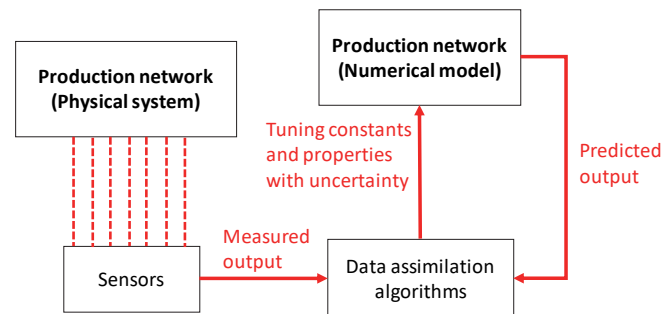 Production network
(Physical system)
Production network
(Numerical model)
Tuning constants
and properties
with uncertainty
Predicted
output
Measured
output
Sensors
Data assimilation
algorithms